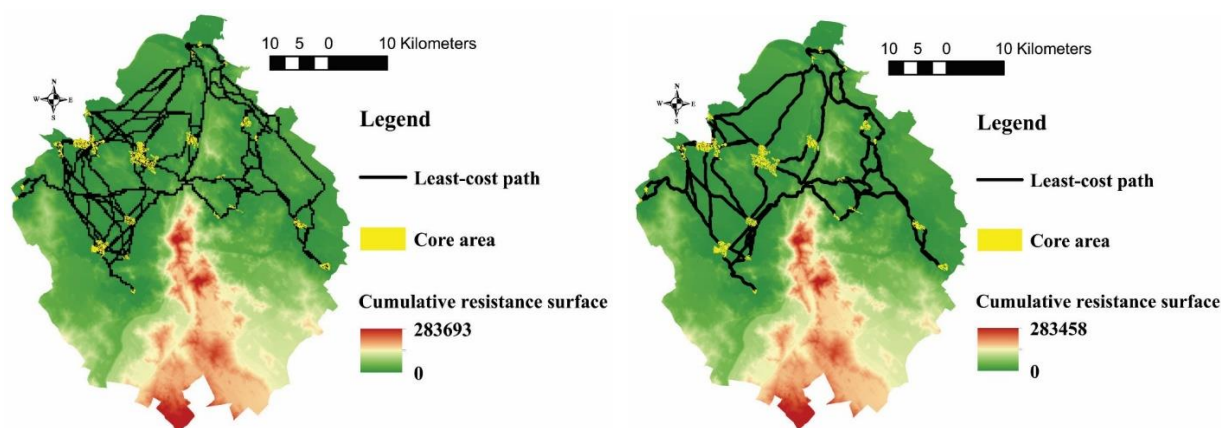 10 5 0 10 Kilometers
N
W E
S
Legend
Least-cost path
Core area
Cumulative resistance surface
283693
0
10 5 0 10 Kilometers
N
W E
S
Legend
Least-cost path
Core area
Cumulative resistance surface
283458
0